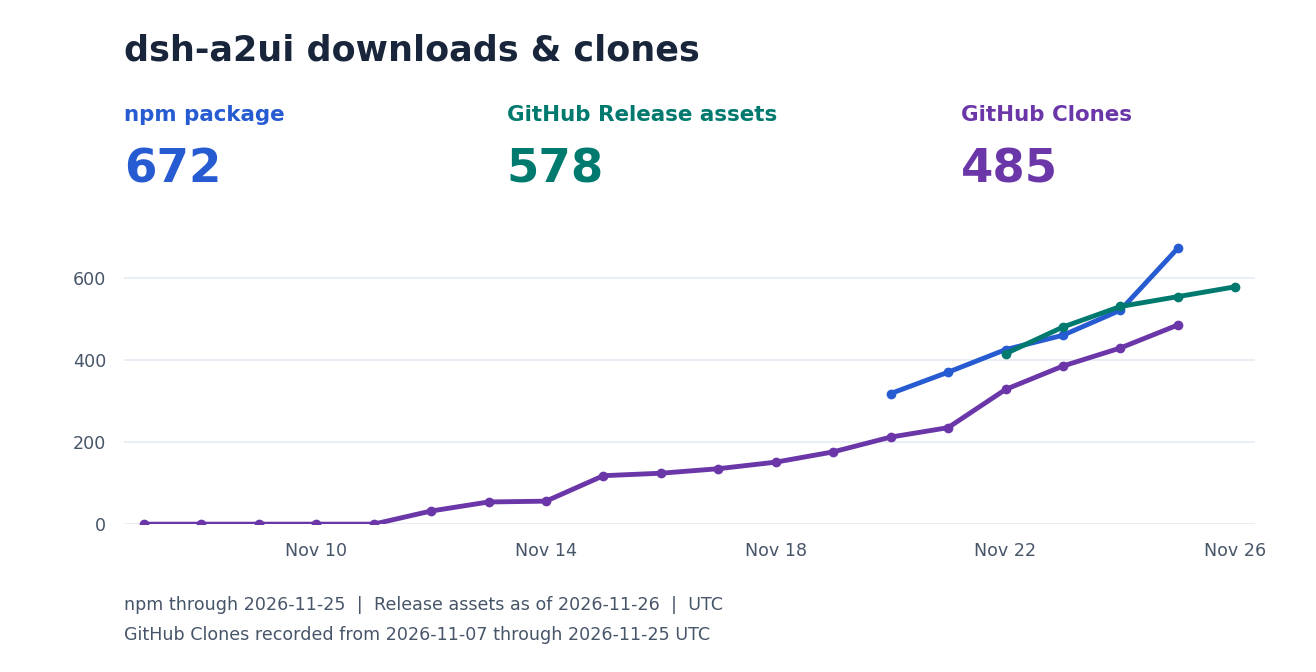 dsh-a2ui downloads & clones
npm package
672
GitHub Release assets
578
GitHub Clones
485
600
400
200
0
Nov 10
Nov 14
Nov 18
Nov 22
Nov 26
npm through 2026-11-25 | Release assets as of 2026-11-26 | UTC
GitHub Clones recorded from 2026-11-07 through 2026-11-25 UTC